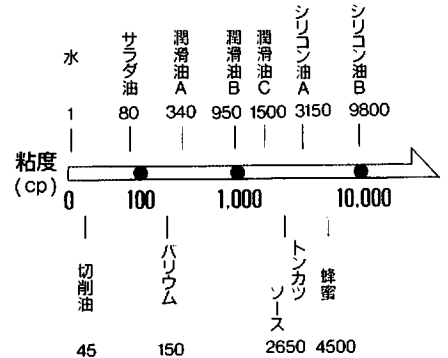 水
サラダ油
潤滑油A
潤滑油B
潤滑油C
シリコン油A
シリコン油B
1
80
340
950
1500
3150
9800
粘度
(cp)
0
100
1,000
10,000
切削油
バリウム
トンカツ
ソース
蜂蜜
45
150
2650
4500